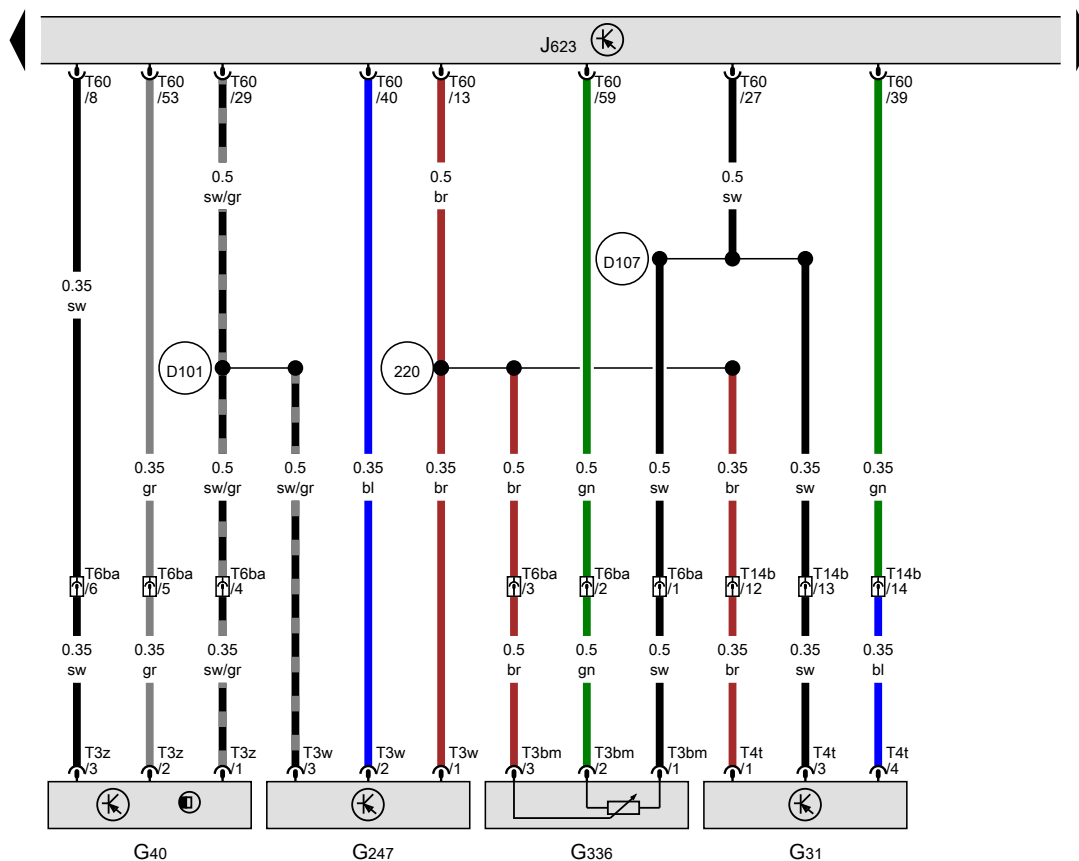 J623
T60 T60 T60 T60 T60 T60 T60 T60
/8 /53 /29 /40 /13 /59 /27 /39
0.5 0.5 0.5
sw/gr br sw
D107
0.35
sw
D101 220
0.35 0.5 0.5 0.35 0.35 0.5 0.5 0.5 0.35 0.35 0.35
gr sw/gr sw/gr bl br br gn sw br sw gn
T6ba T6ba T6ba T6ba T6ba T6ba T14b T14b T14b
/6 /5 /4 /3 /2 /1 /12 /13 /14
0.35 0.35 0.35 0.5 0.5 0.5 0.35 0.35 0.35
sw gr sw/gr br gn sw br sw bl
T3z T3z T3z T3w T3w T3w T3bm T3bm T3bm T4t T4t T4t
/3 /2 /1 /3 /2 /1 /3 /2 /1 /1 /3 /4
G40 G247 G336 G31